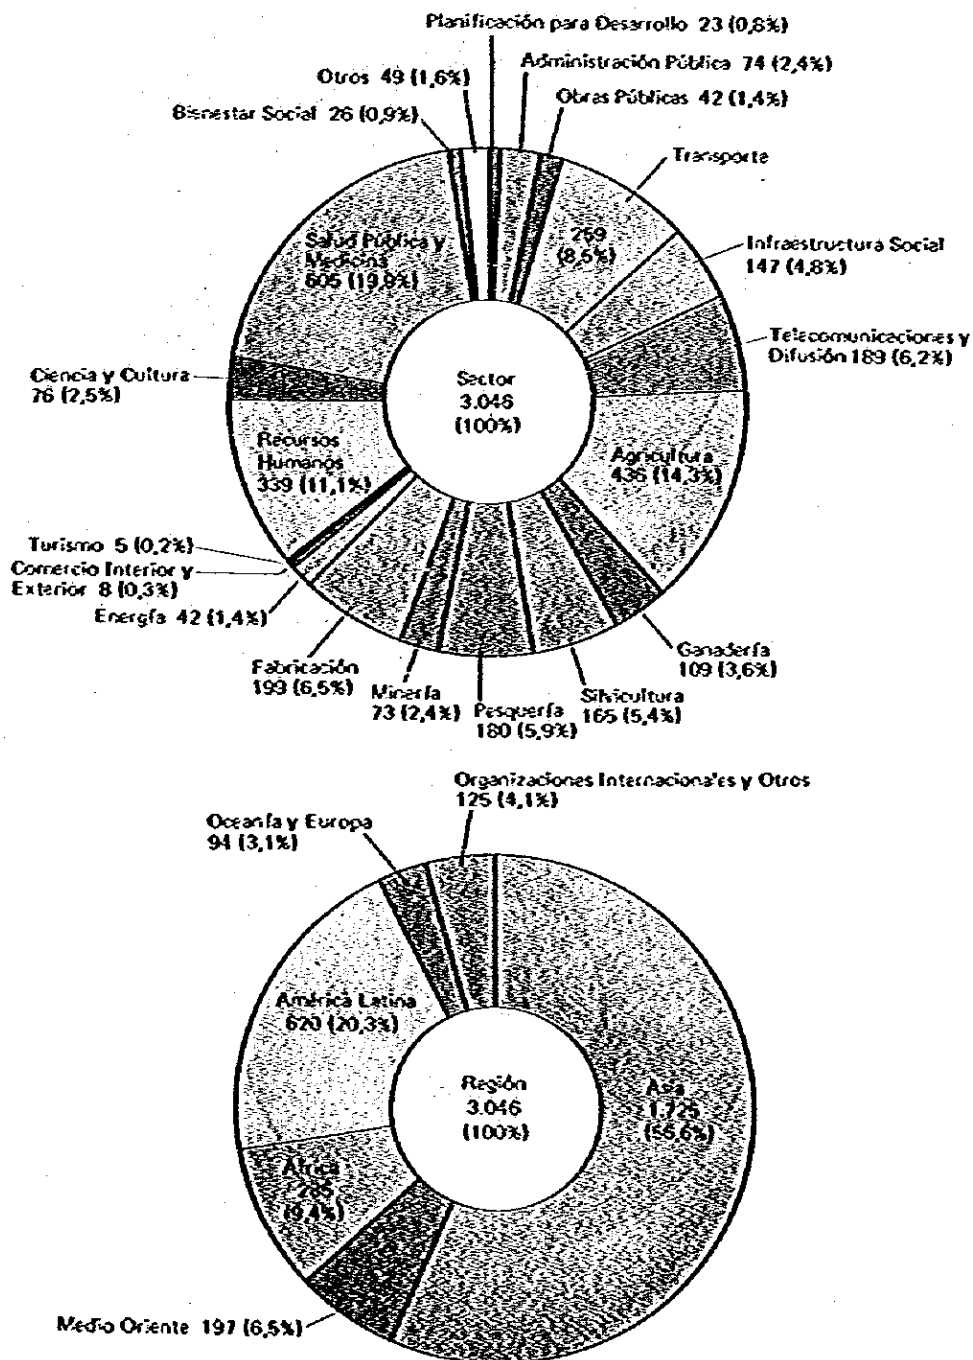 Planificación para Desarrollo 23 (0,8%)
Administración Pública 74 (2,4%)
Otros 49 (1,6%)
Obras Públicas 42 (1,4%)
Bienestar Social 26 (0,9%)
Transporte
259
(8,5%)
Salud Pública y
Medicina
605 (19,9%)
Infraestructura Social
147 (4,8%)
Telecomunicaciones y
Difusión 189 (6,2%)
Ciencia y Cultura
76 (2,5%)
Sector
3.046
(100%)
Recursos
Humanos
339 (11,1%)
Agricultura
436 (14,3%)
Turismo 5 (0,2%)
Comercio Interior y
Exterior 8 (0,3%)
Energía 42 (1,4%)
Fabricación
199 (6,5%)
Minería
73 (2,4%)
Pesquería
180 (5,9%)
Silvicultura
165 (5,4%)
Ganadería
109 (3,6%)
Organizaciones Internacionales y Otros
125 (4,1%)
Oceanía y Europa
94 (3,1%)
América Latina
620 (20,3%)
Región
3.046
(100%)
Asia
1.725
(56,6%)
África
285
(9,4%)
Medio Oriente 197 (6,5%)